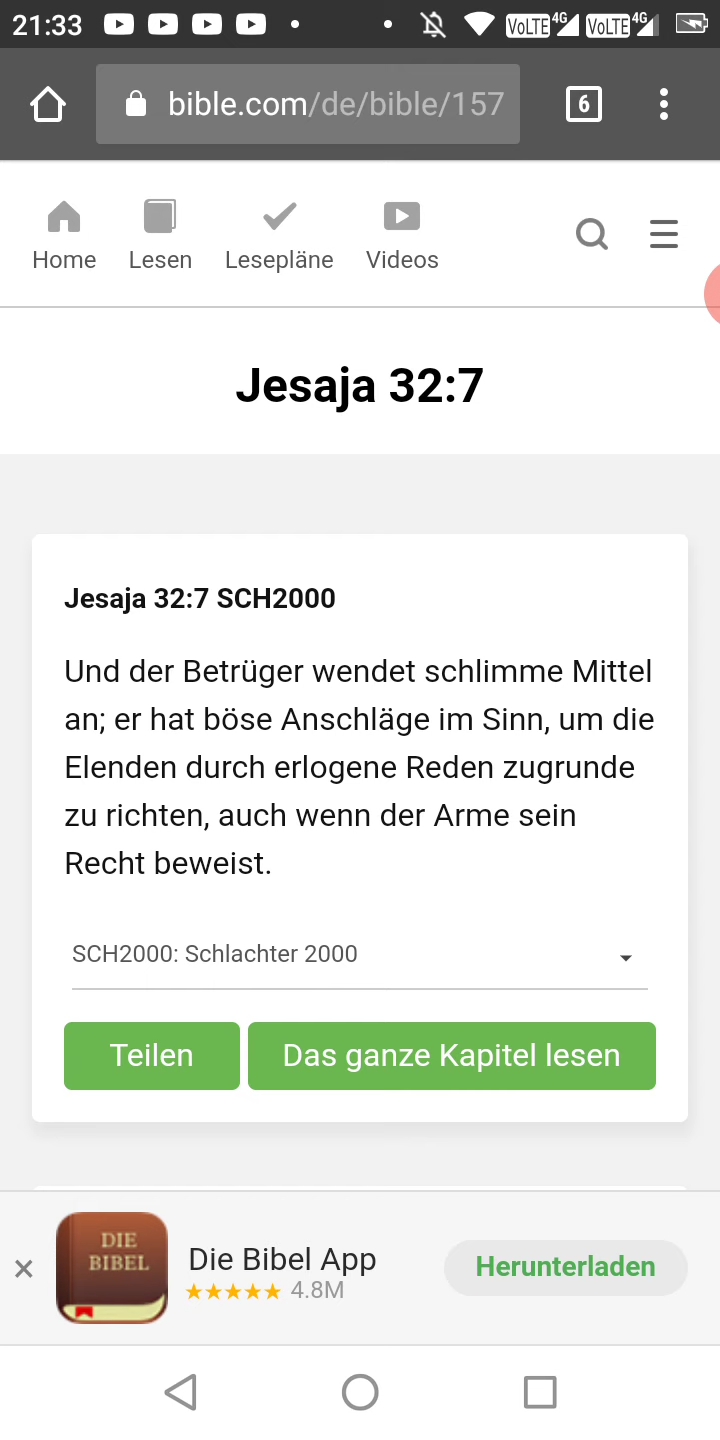 21:33
VoLTE 4G VoLTE 4G
bible.com/de/bible/157
6
Home Lesen Lesepläne Videos
Jesaja 32:7
Jesaja 32:7 SCH2000
Und der Betrüger wendet schlimme Mittel
an; er hat böse Anschläge im Sinn, um die
Elenden durch erlogene Reden zugrunde
zu richten, auch wenn der Arme sein
Recht beweist.
SCH2000: Schlachter 2000
Teilen Das ganze Kapitel lesen
DIE
BIBEL
Die Bibel App
4.8M
Herunterladen